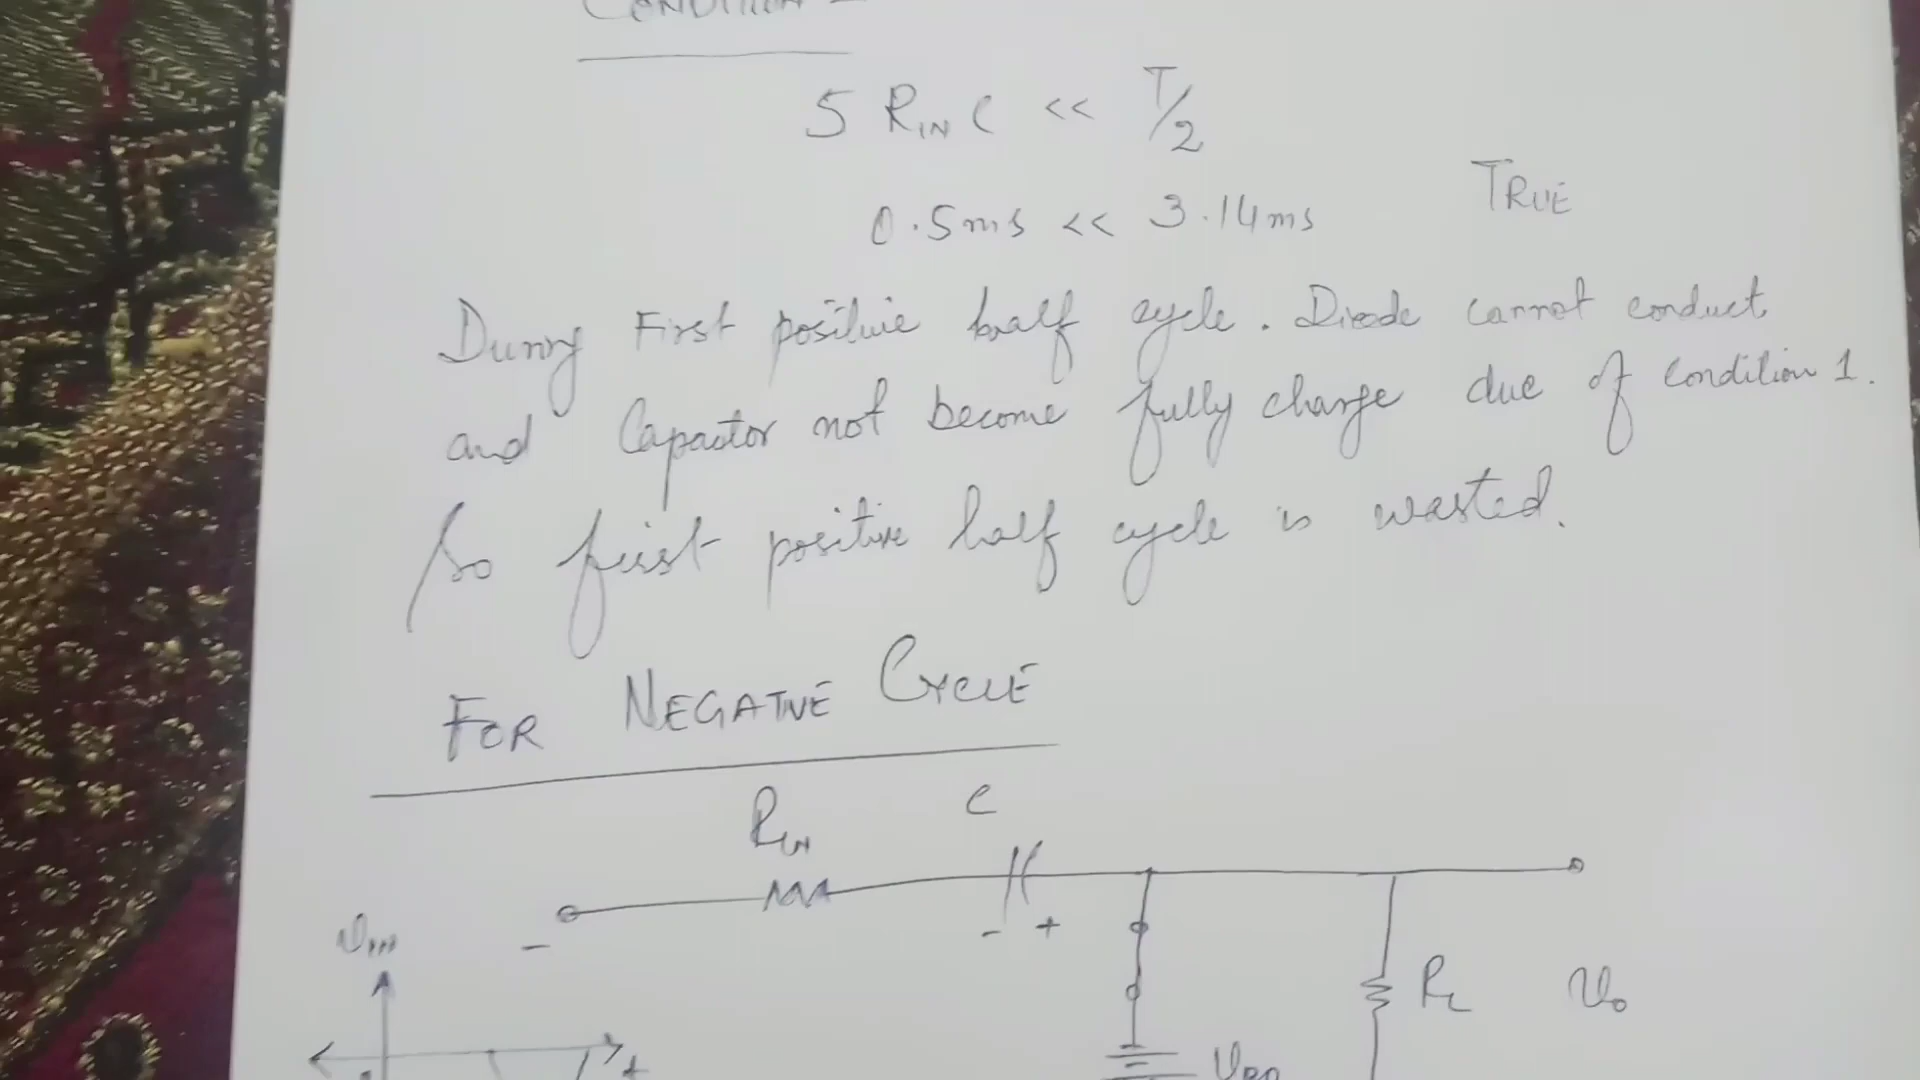 CONDITION
5 RIN C << T/2
0.5ms << 3.14ms TRUE
During First positive half cycle. Diode cannot conduct
and Capacitor not become fully charge due of condition 1.
So first positive half cycle is wasted.
FOR NEGATIVE CYCLE
RIN C
- - +
VIN
RL Vo
t